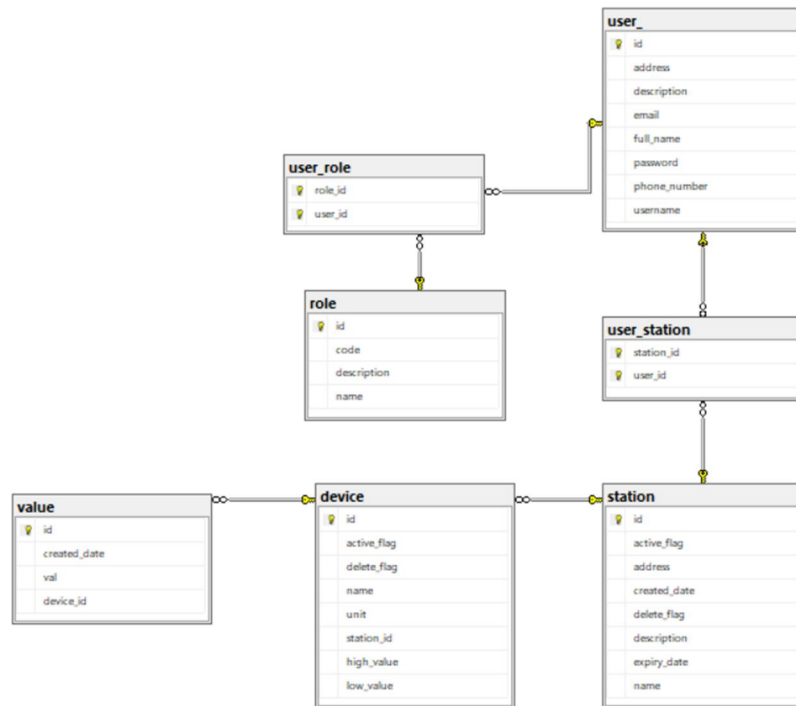 user_
id
address
description
email
full_name
password
phone_number
username
user_role
role_id
user_id
role
id
code
description
name
user_station
station_id
user_id
value
id
created_date
val
device_id
device
id
active_flag
delete_flag
name
unit
station_id
high_value
low_value
station
id
active_flag
address
created_date
delete_flag
description
expiry_date
name